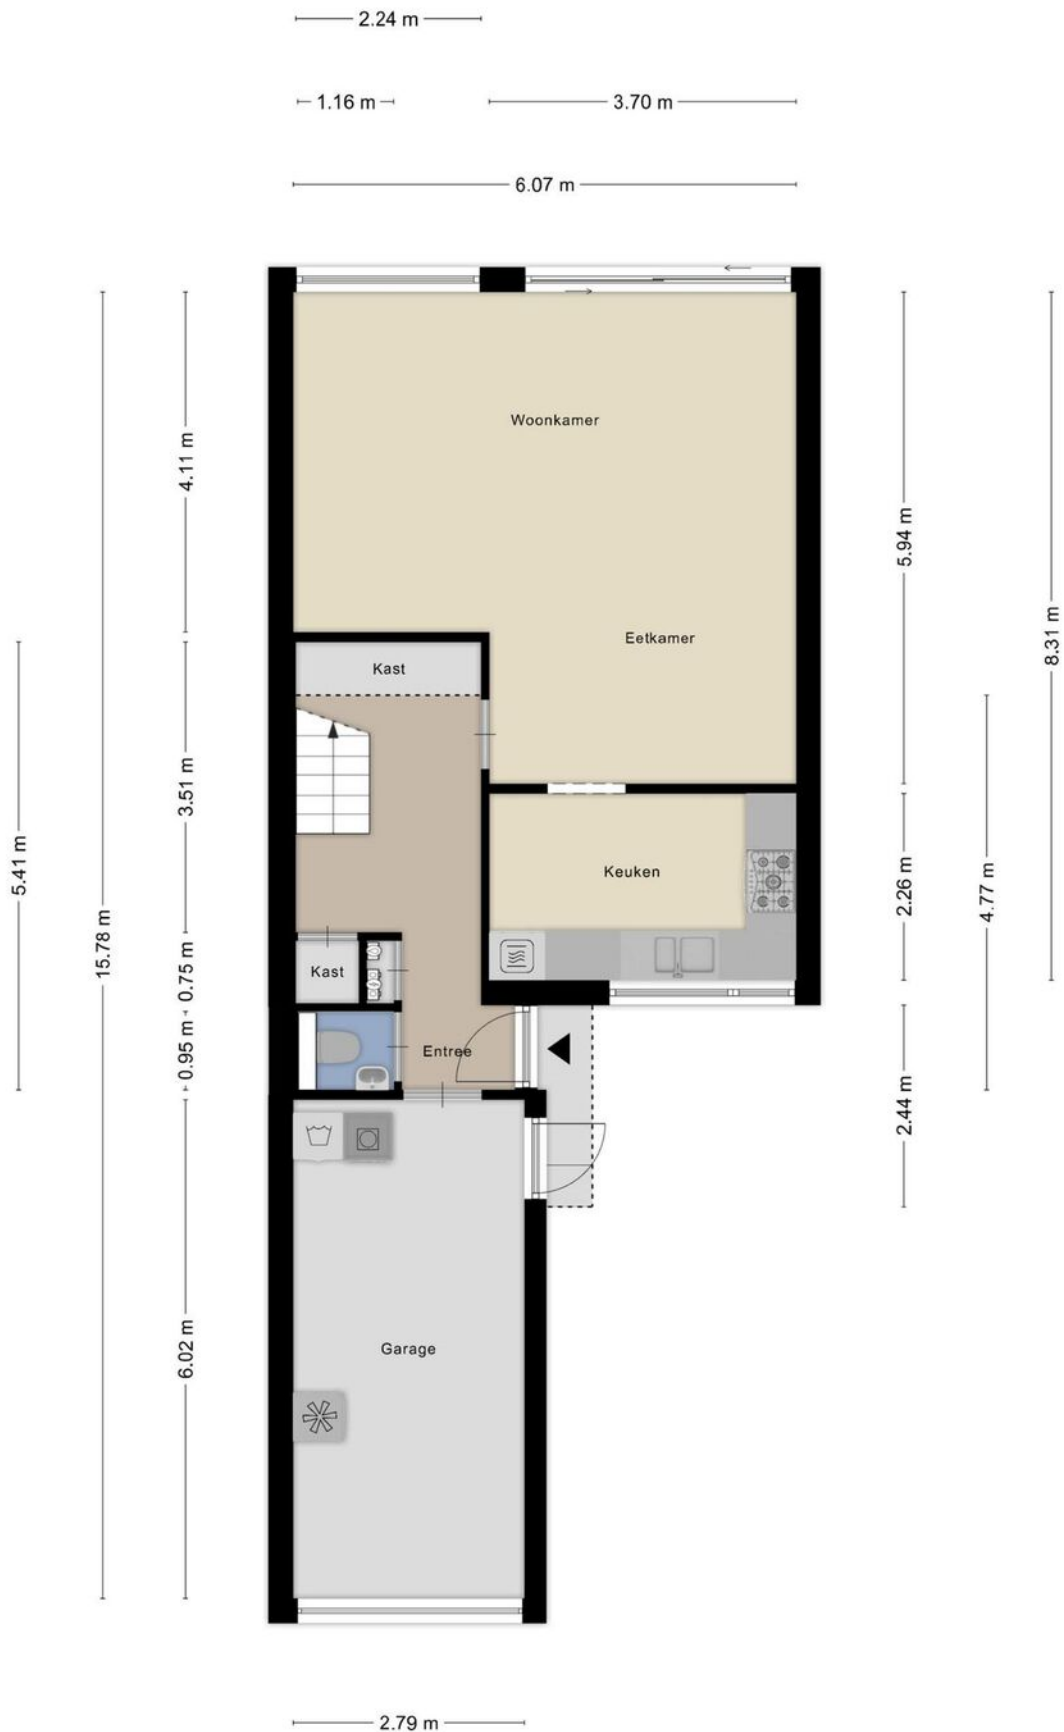 2.24 m
1.16 m
3.70 m
6.07 m
Woonkamer
4.11 m
5.94 m
8.31 m
Eetkamer
Kast
3.51 m
5.41 m
15.78 m
Keuken
2.26 m
4.77 m
Kast
0.75 m
0.95 m
Entree
2.44 m
Garage
6.02 m
2.79 m